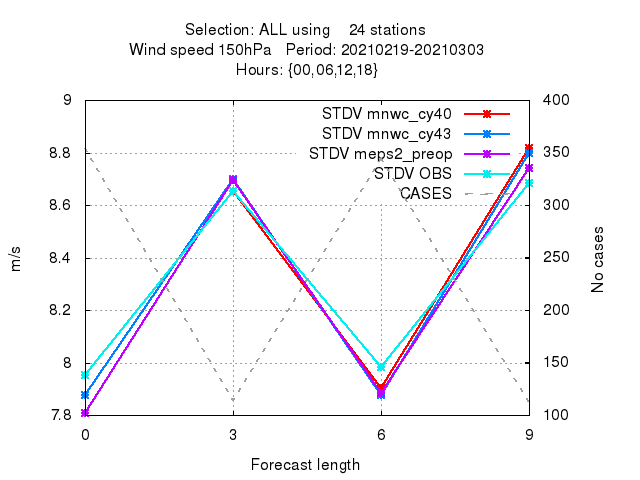 Selection: ALL using 24 stations
Wind speed 150hPa Period: 20210219-20210303
Hours: {00,06,12,18}
9 400
STDV mnwc_cy40
STDV mnwc_cy43
8.8 STDV meps2_preop 350
STDV OBS
CASES
8.6 300
m/s 8.4 250 No cases
8.2 200
8 150
7.8 100
0 3 6 9
Forecast length